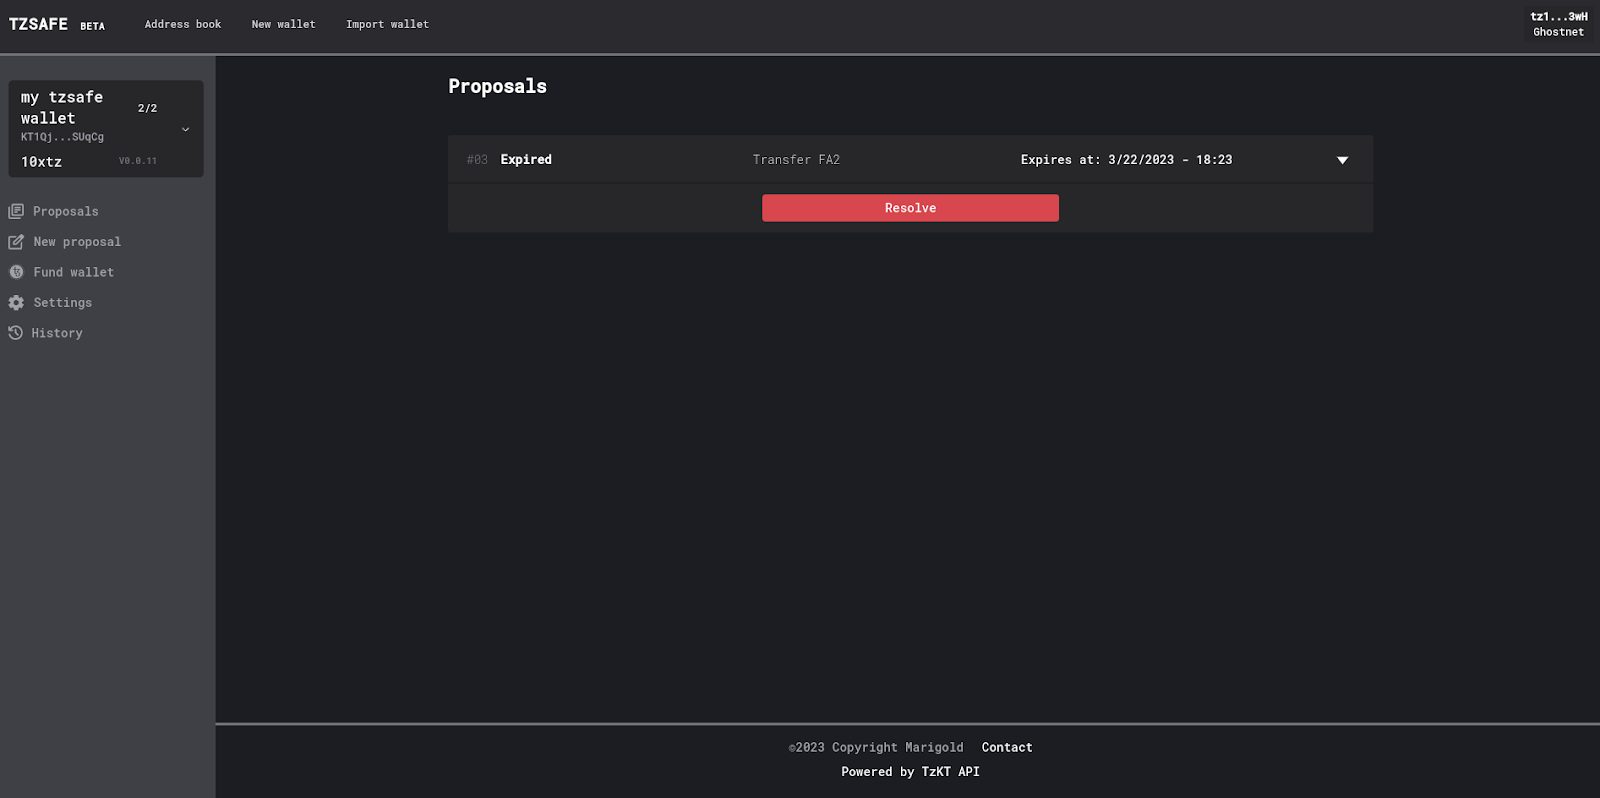 TZSAFE BETA Address book New wallet Import wallet
tz1...3wH
Ghostnet
my tzsafe
wallet
2/2
KT1Qj...SUqCg
10xtz V0.0.11
Proposals
New proposal
Fund wallet
Settings
History
Proposals
#03 Expired Transfer FA2 Expires at: 3/22/2023 - 18:23
Resolve
©2023 Copyright Marigold Contact
Powered by TzKT API